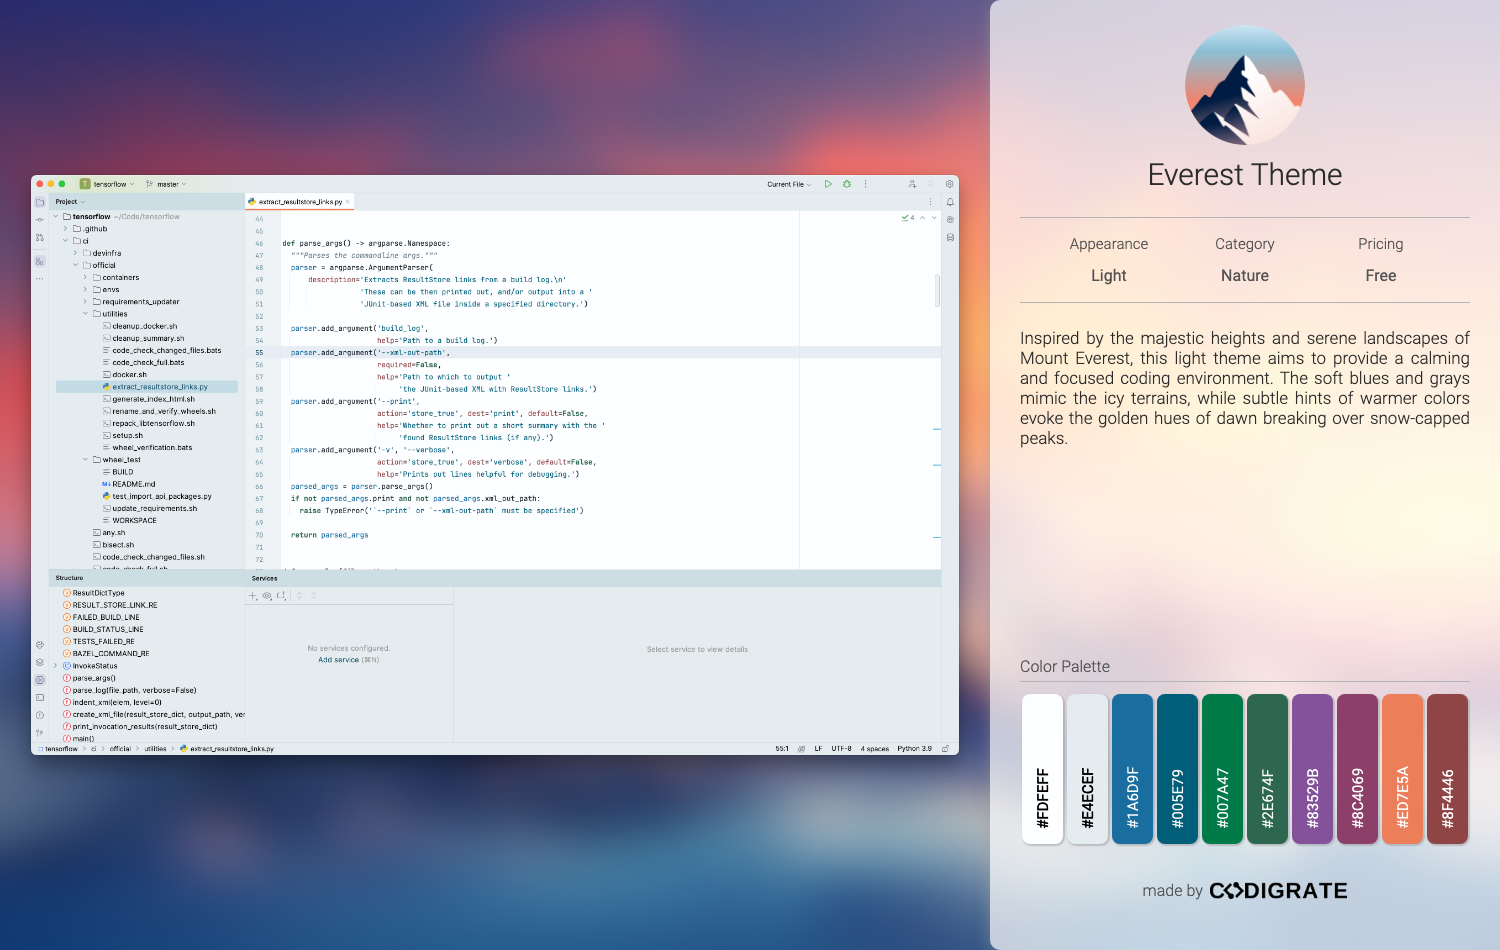 tensorflow
master
Current File
Project
extract_resultstore_links.py
tensorflow ~/Code/tensorflow
.github
ci
devinfra
official
containers
envs
requirements_updater
utilities
cleanup_docker.sh
cleanup_summary.sh
code_check_changed_files.bats
code_check_full.bats
docker.sh
extract_resultstore_links.py
generate_index_html.sh
rename_and_verify_wheels.sh
repack_libtensorflow.sh
setup.sh
wheel_verification.bats
wheel_test
BUILD
README.md
test_import_api_packages.py
update_requirements.sh
WORKSPACE
any.sh
bisect.sh
code_check_changed_files.sh
code_check_full.sh
4
44
45
46 def parse_args() -> argparse.Namespace:
47 """Parses the commandline args."""
48 parser = argparse.ArgumentParser(
49 description='Extracts ResultStore links from a build log.\n'
50 'These can be then printed out, and/or output into a '
51 'JUnit-based XML file inside a specified directory.')
52
53 parser.add_argument('build_log',
54 help='Path to a build log.')
55 parser.add_argument('--xml-out-path',
56 required=False,
57 help='Path to which to output '
58 'the JUnit-based XML with ResultStore links.')
59 parser.add_argument('--print',
60 action='store_true', dest='print', default=False,
61 help='Whether to print out a short summary with the '
62 'found ResultStore links (if any).')
63 parser.add_argument('-v', '--verbose',
64 action='store_true', dest='verbose', default=False,
65 help='Prints out lines helpful for debugging.')
66 parsed_args = parser.parse_args()
67 if not parsed_args.print and not parsed_args.xml_out_path:
68 raise TypeError('`--print` or `--xml-out-path` must be specified')
69
70 return parsed_args
71
72
Structure
ResultDictType
RESULT_STORE_LINK_RE
FAILED_BUILD_LINE
BUILD_STATUS_LINE
TESTS_FAILED_RE
BAZEL_COMMAND_RE
InvokeStatus
parse_args()
parse_log(file_path, verbose=False)
indent_xml(elem, level=0)
create_xml_file(result_store_dict, output_path, ver
print_invocation_results(result_store_dict)
main()
Services
No services configured.
Add service (⌘N)
Select service to view details
tensorflow > ci > official > utilities > extract_resultstore_links.py
55:1 LF UTF-8 4 spaces Python 3.9
Everest Theme
Appearance Category Pricing
Light Nature Free
Inspired by the majestic heights and serene landscapes of
Mount Everest, this light theme aims to provide a calming
and focused coding environment. The soft blues and grays
mimic the icy terrains, while subtle hints of warmer colors
evoke the golden hues of dawn breaking over snow-capped
peaks.
Color Palette
#FDFEFF
#E4ECEF
#1A6D9F
#005E79
#007A47
#2E674F
#83529B
#8C4069
#ED7E5A
#8F4446
made by CODIGRATE